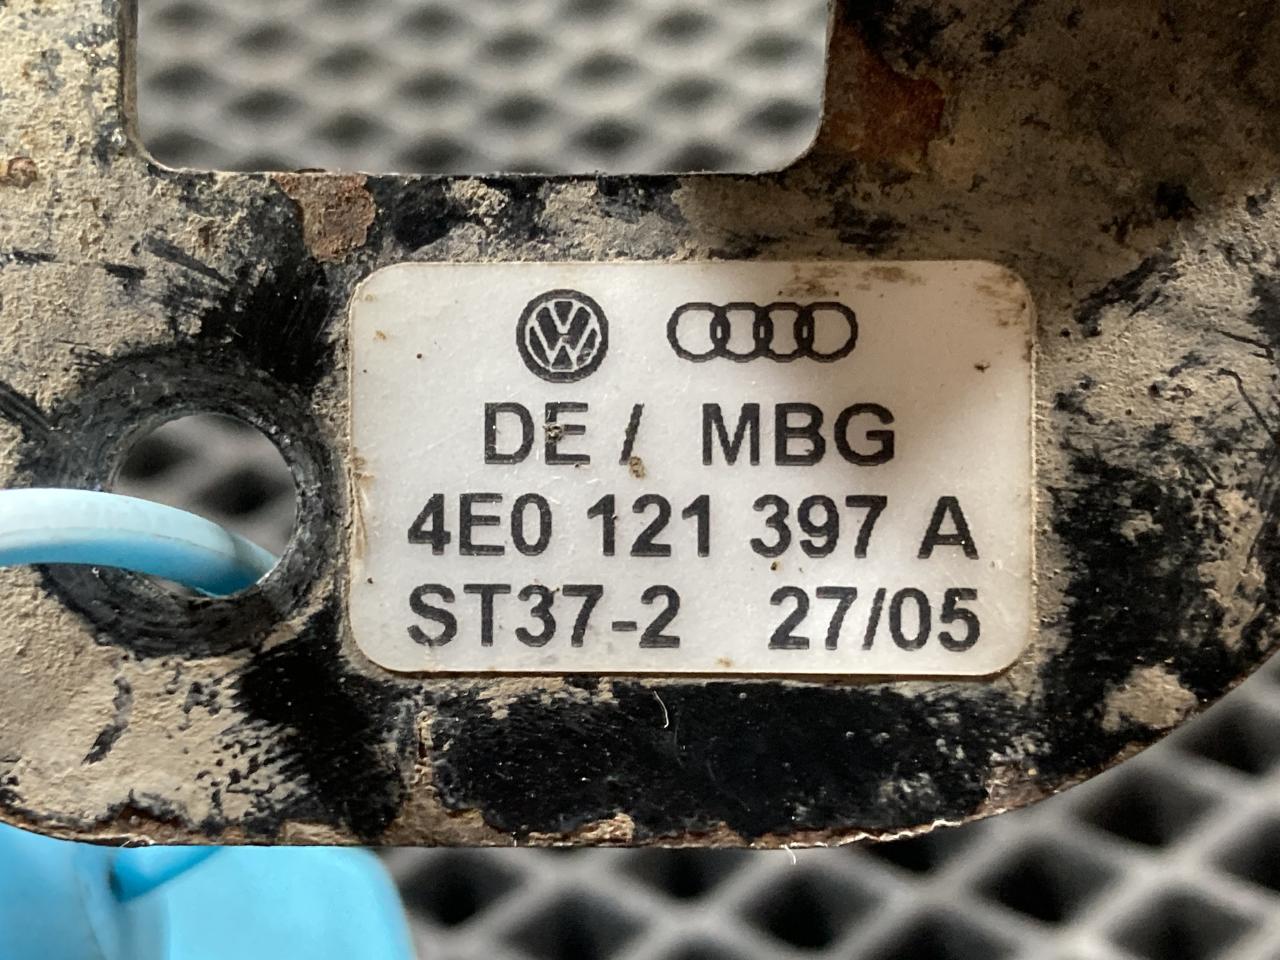 DE / MBG
4E0 121 397 A
ST37-2 27/05